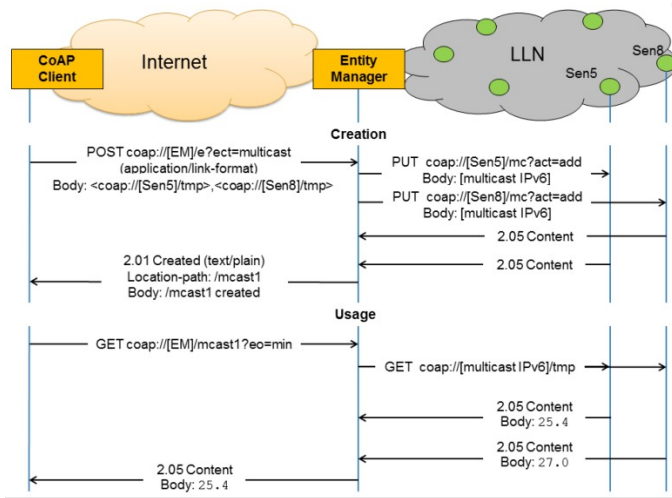 CoAP
Client
Internet
Entity
Manager
LLN
Sen8
Sen5
Creation
POST coap://[EM]/e?ect=multicast
(application/link-format)
Body: <coap://[Sen5]/tmp>,<coap://[Sen8]/tmp>
PUT coap://[Sen5]/mc?act=add
Body: [multicast IPv6]
PUT coap://[Sen8]/mc?act=add
Body: [multicast IPv6]
2.05 Content
2.05 Content
2.01 Created (text/plain)
Location-path: /mcast1
Body: /mcast1 created
Usage
GET coap://[EM]/mcast1?eo=min
GET coap://[multicast IPv6]/tmp
2.05 Content
Body: 25.4
2.05 Content
Body: 27.0
2.05 Content
Body: 25.4